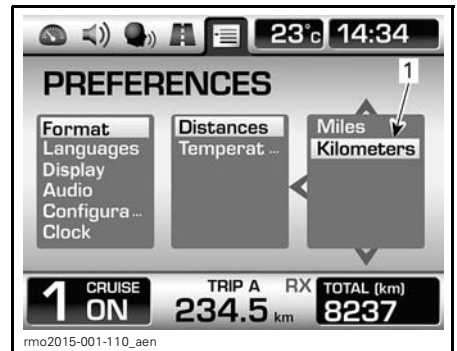 23°c 14:34
PREFERENCES
1
Format
Languages
Display
Audio
Configura...
Clock
Distances
Temperat ...
Miles
Kilometers
1 CRUISE ON
TRIP A
234.5 km
RX
TOTAL (km)
8237
rmo2015-001-110_aen